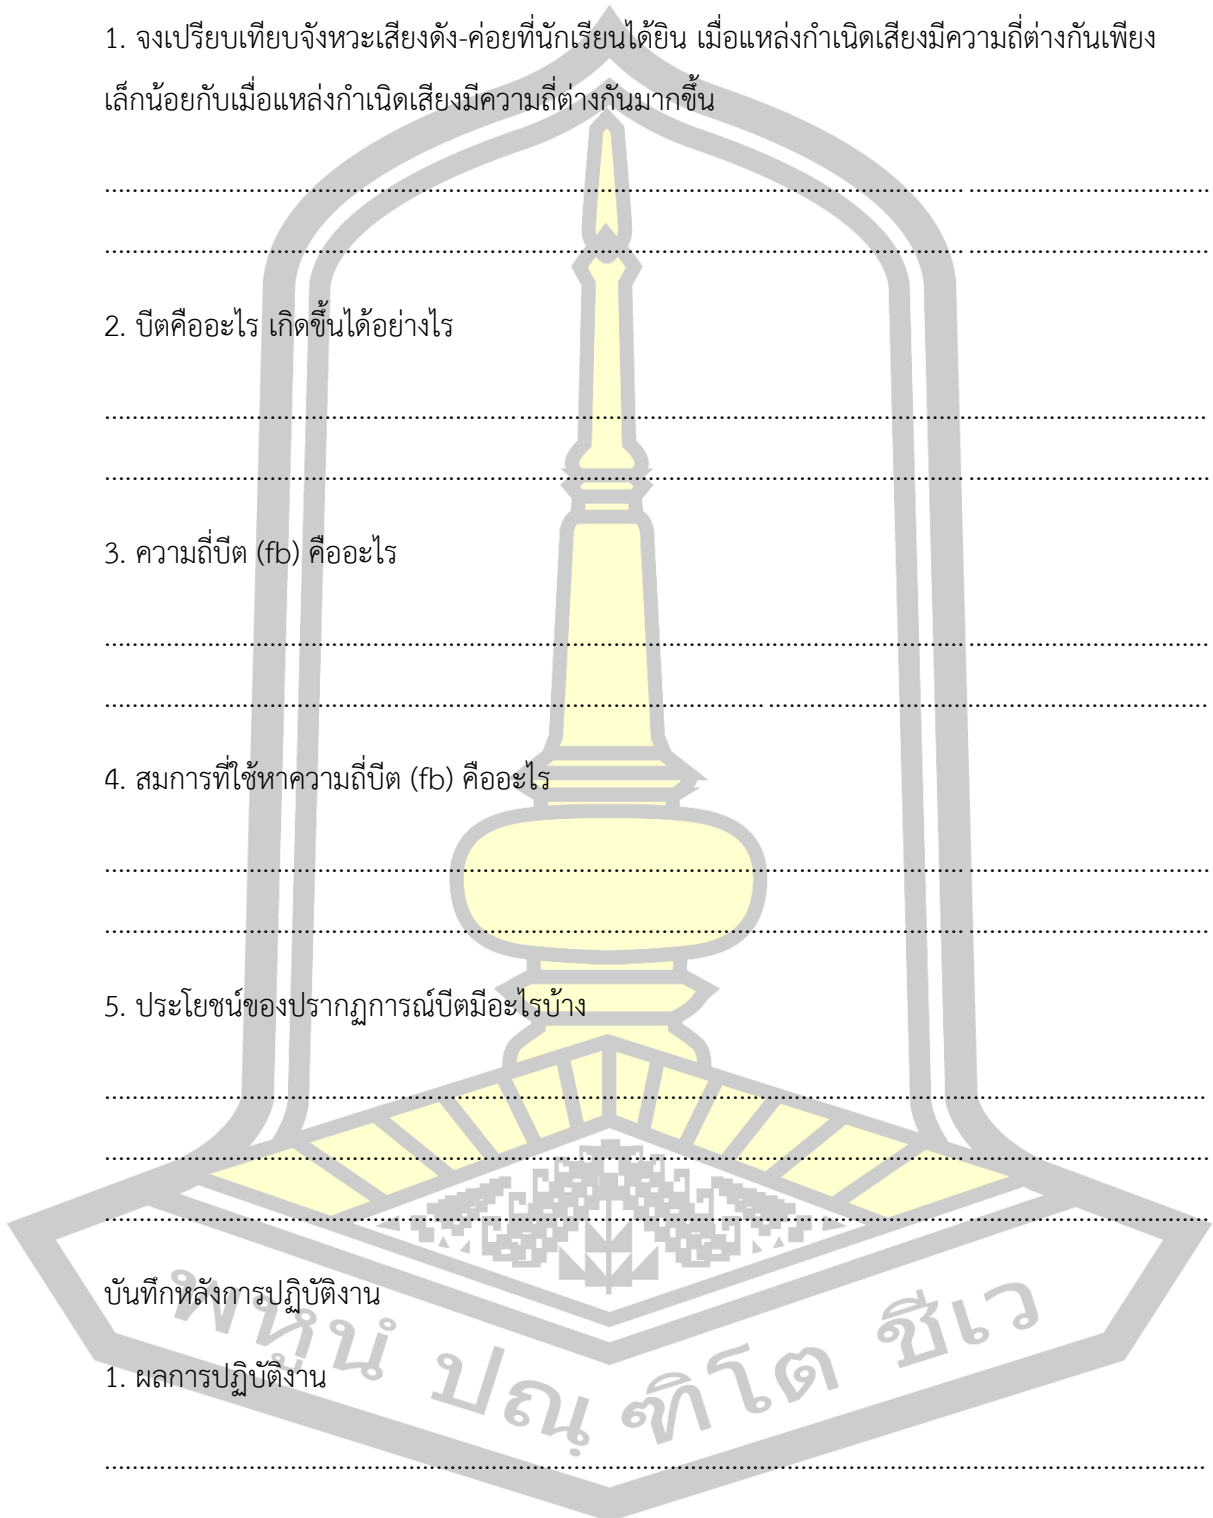 1. จงเปรียบเทียบจังหวะเสียงดัง-ค่อยที่นักเรียนได้ยิน เมื่อแหล่งกำเนิดเสียงมีความถี่ต่างกันเพียง
เล็กน้อยกับเมื่อแหล่งกำเนิดเสียงมีความถี่ต่างกันมากขึ้น
2. บีตคืออะไร เกิดขึ้นได้อย่างไร
3. ความถี่บีต (fb) คืออะไร
4. สมการที่ใช้หาความถี่บีต (fb) คืออะไร
5. ประโยชน์ของปรากฏการณ์บีตมีอะไรบ้าง
บันทึกหลังการปฏิบัติงาน
1. ผลการปฏิบัติงาน
พหูนํ ปณฺฑิโต ชีเว